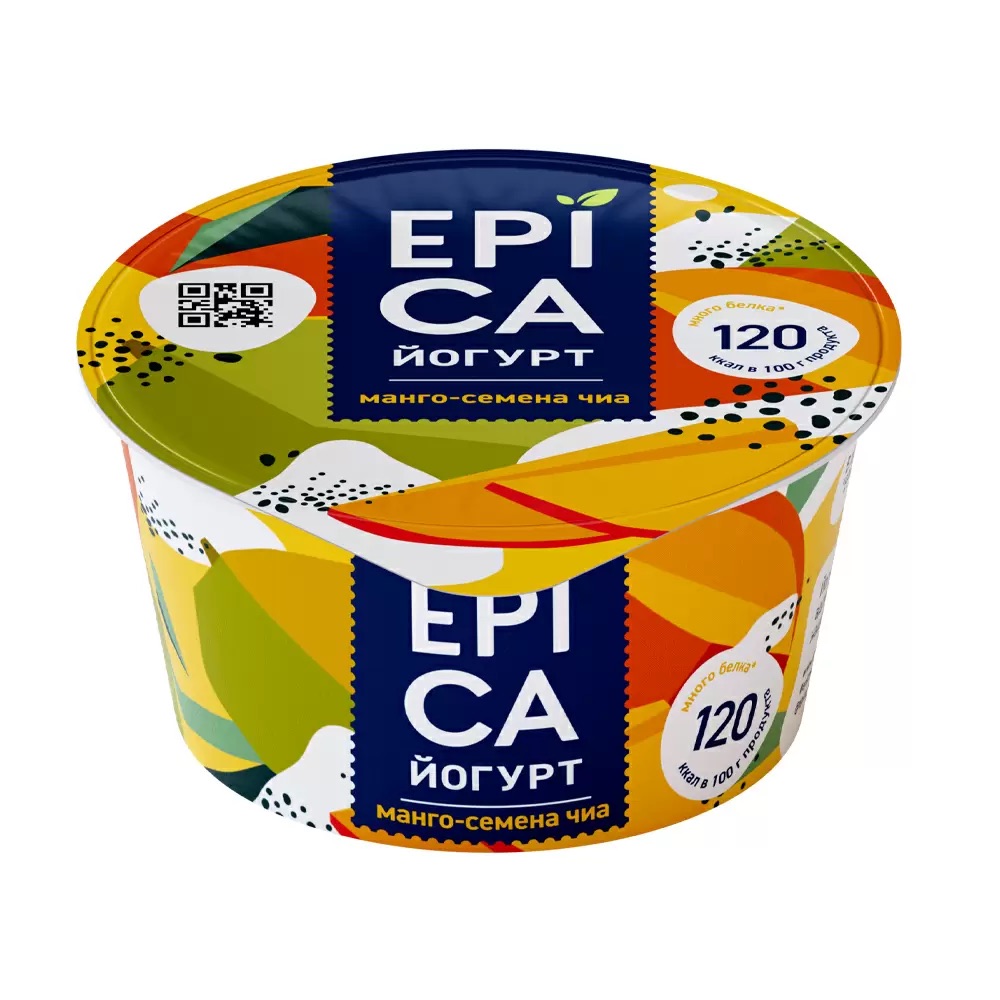 EPI
CA
ЙОГУРТ
манго-семена чиа
много белка*
120
ккал в 100 г продукта
EPI
CA
ЙОГУРТ
манго-семена чиа
много белка*
120
ккал в 100 г продукта